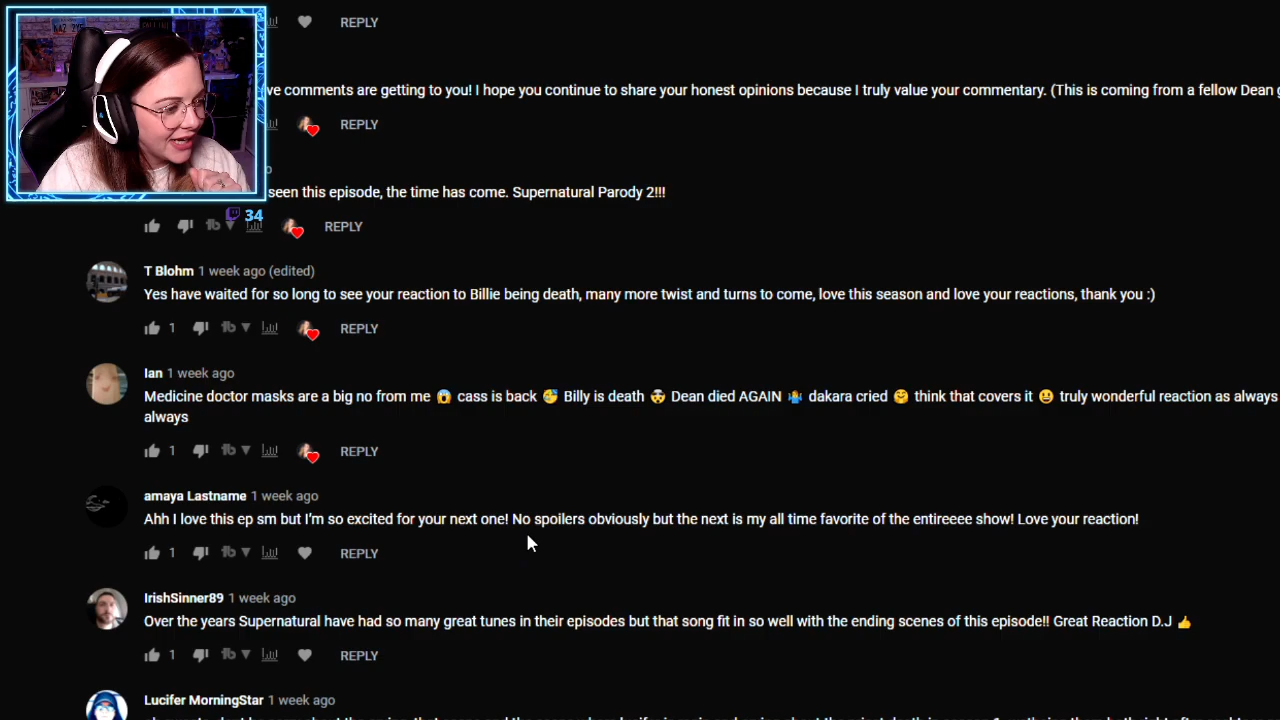 REPLY
ve comments are getting to you! I hope you continue to share your honest opinions because I truly value your commentary. (This is coming from a fellow Dean g
REPLY
seen this episode, the time has come. Supernatural Parody 2!!!
34
REPLY
T Blohm 1 week ago (edited)
Yes have waited for so long to see your reaction to Billie being death, many more twist and turns to come, love this season and love your reactions, thank you :)
1 REPLY
Ian 1 week ago
Medicine doctor masks are a big no from me 😱 cass is back 😴 Billy is death 🤯 Dean died AGAIN 🤷 dakara cried 🤗 think that covers it 😃 truly wonderful reaction as always
always
1 REPLY
amaya Lastname 1 week ago
Ahh I love this ep sm but I'm so excited for your next one! No spoilers obviously but the next is my all time favorite of the entireeee show! Love your reaction!
1 REPLY
IrishSinner89 1 week ago
Over the years Supernatural have had so many great tunes in their episodes but that song fit in so well with the ending scenes of this episode!! Great Reaction D.J 👍
1 REPLY
Lucifer MorningStar 1 week ago